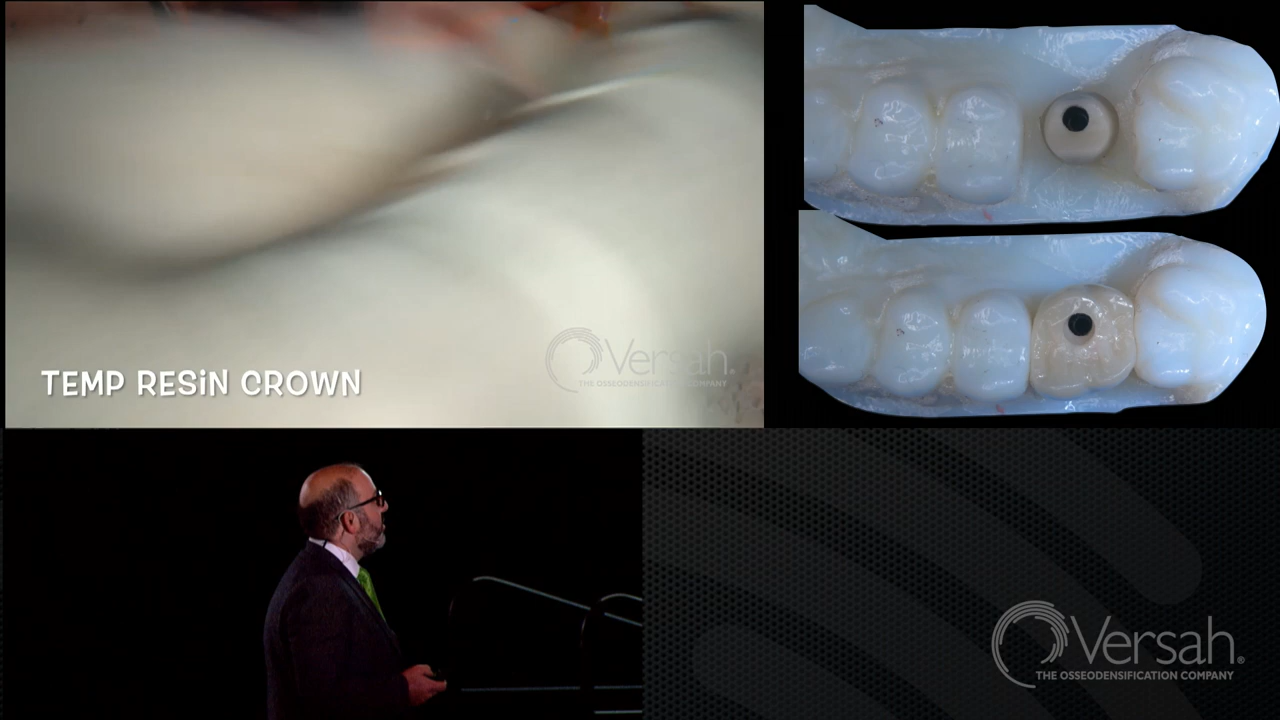 TEMP RESiN CROWN
Versah®
THE OSSEODENSIFICATION COMPANY
Versah®
THE OSSEODENSIFICATION COMPANY